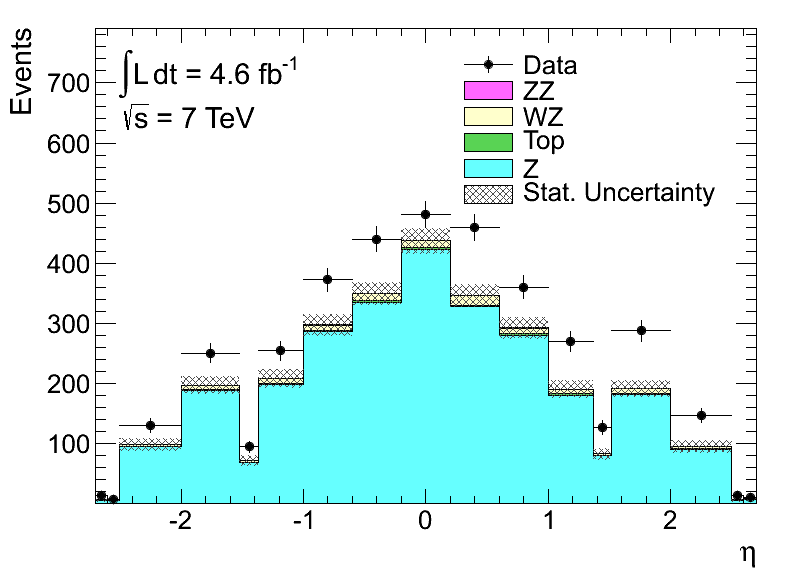 Events
∫L dt = 4.6 fb⁻¹
√s = 7 TeV
Data
ZZ
WZ
Top
Z
Stat. Uncertainty
700
600
500
400
300
200
100
-2 -1 0 1 2
η